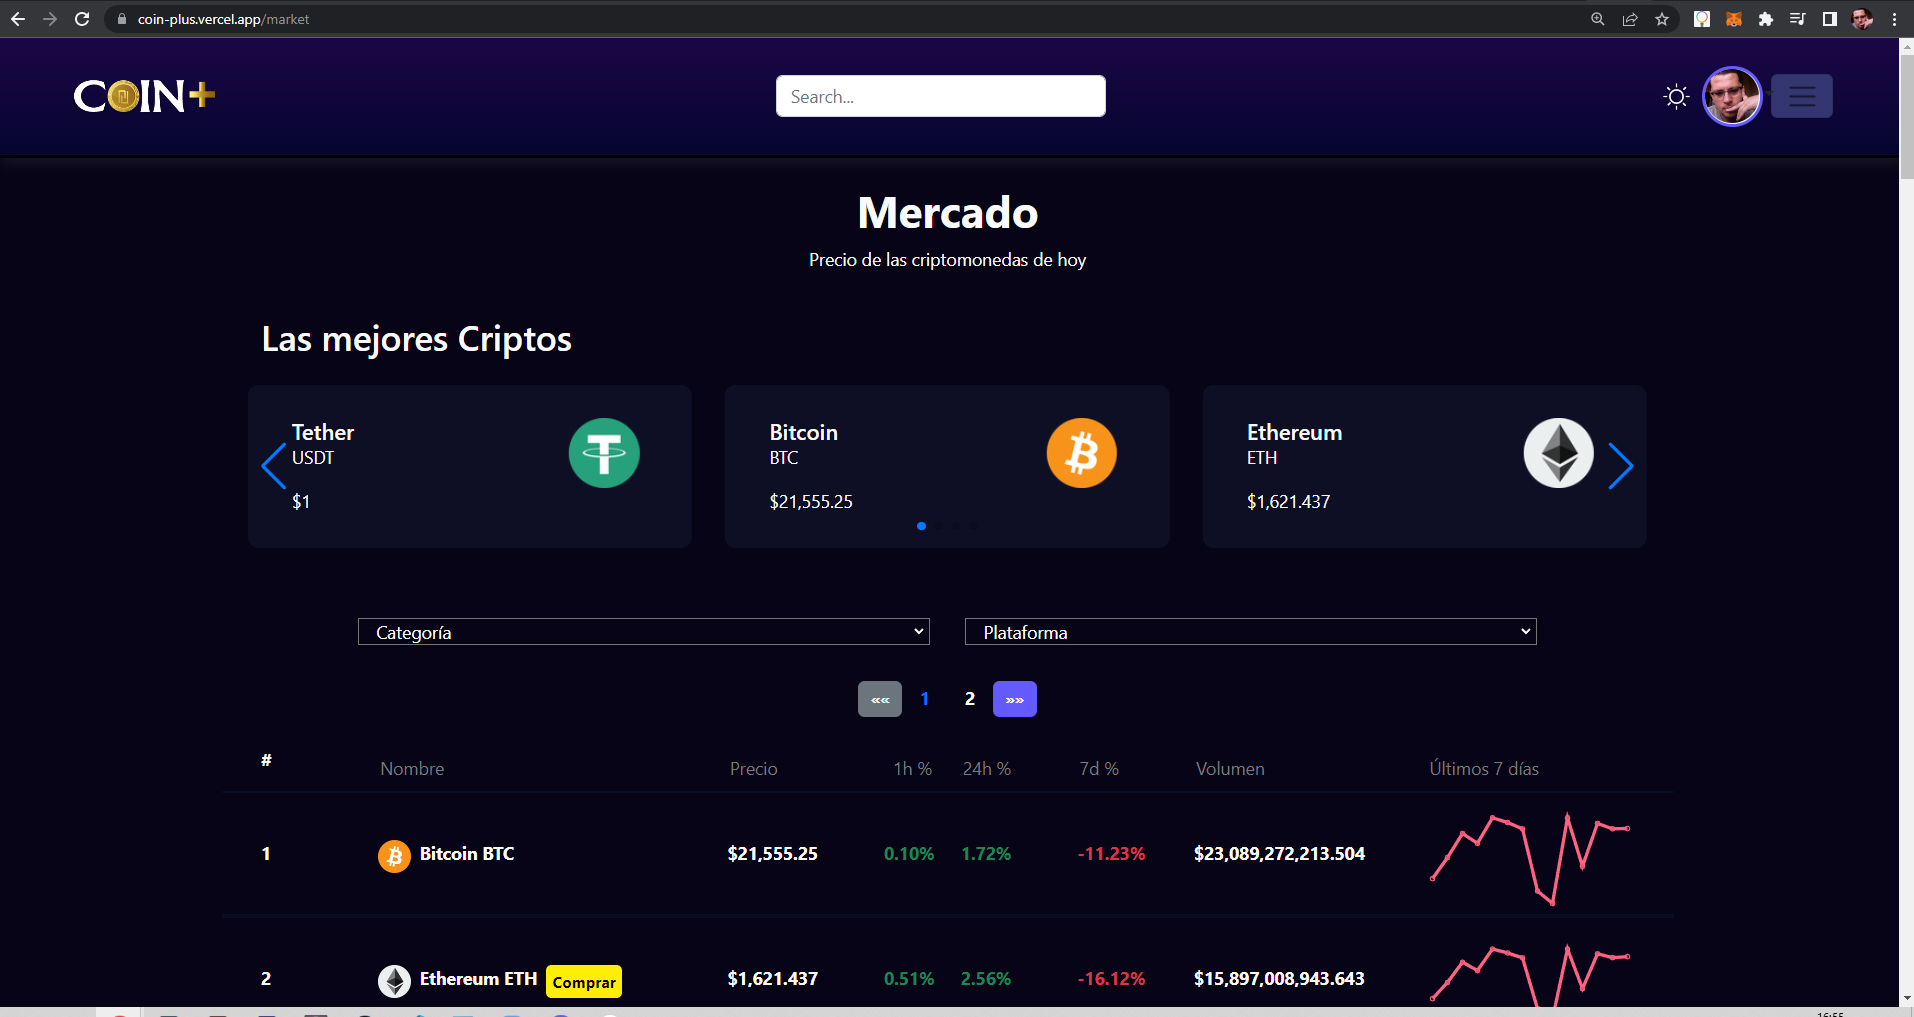 coin-plus.vercel.app/market
COIN+
Search...
Mercado
Precio de las criptomonedas de hoy
Las mejores Criptos
Tether
USDT
$1
Bitcoin
BTC
$21,555.25
Ethereum
ETH
$1,621.437
Categoría
Plataforma
«« 1 2 »»
# Nombre Precio 1h % 24h % 7d % Volumen Últimos 7 días
1 Bitcoin BTC $21,555.25 0.10% 1.72% -11.23% $23,089,272,213.504
2 Ethereum ETH Comprar $1,621.437 0.51% 2.56% -16.12% $15,897,008,943.643